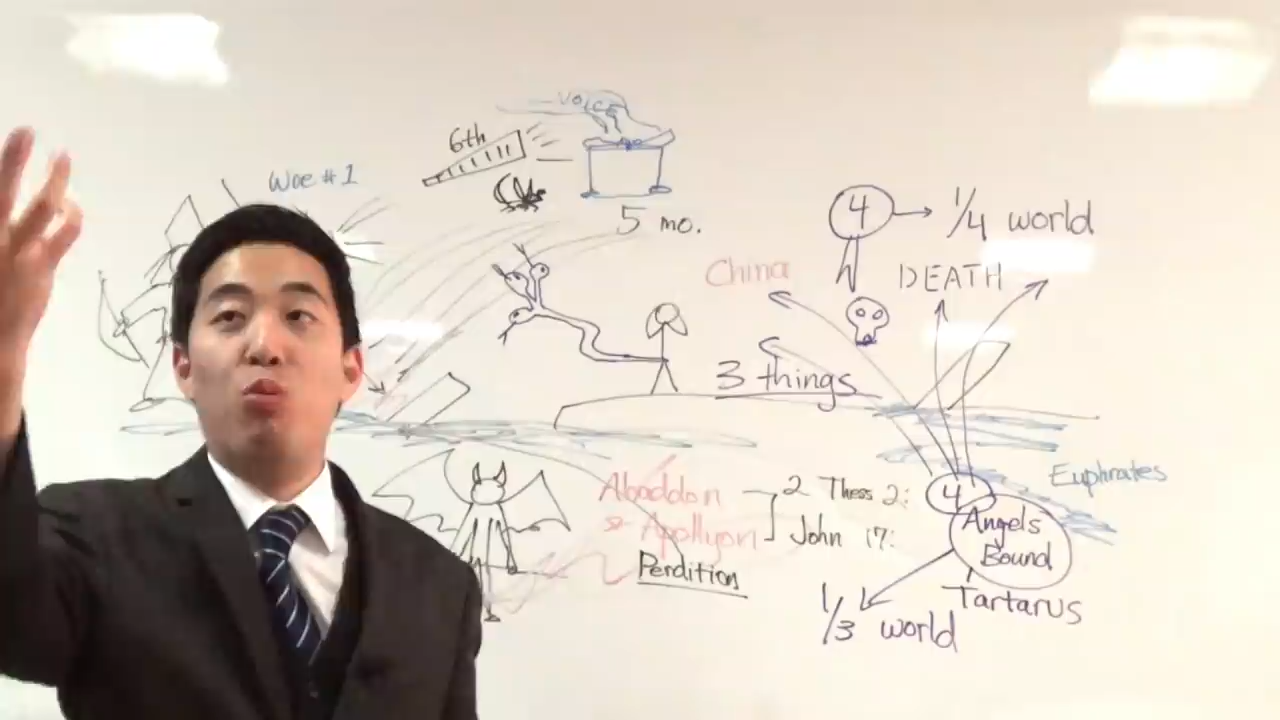 VOICE
6th
Woe #1
5 mo.
4 → 1/4 world
China
DEATH
3 things
Euphrates
Abaddon
Apollyon
Perdition
2 Thess 2:
John 17:
4
Angels
Bound
Tartarus
1/3 world